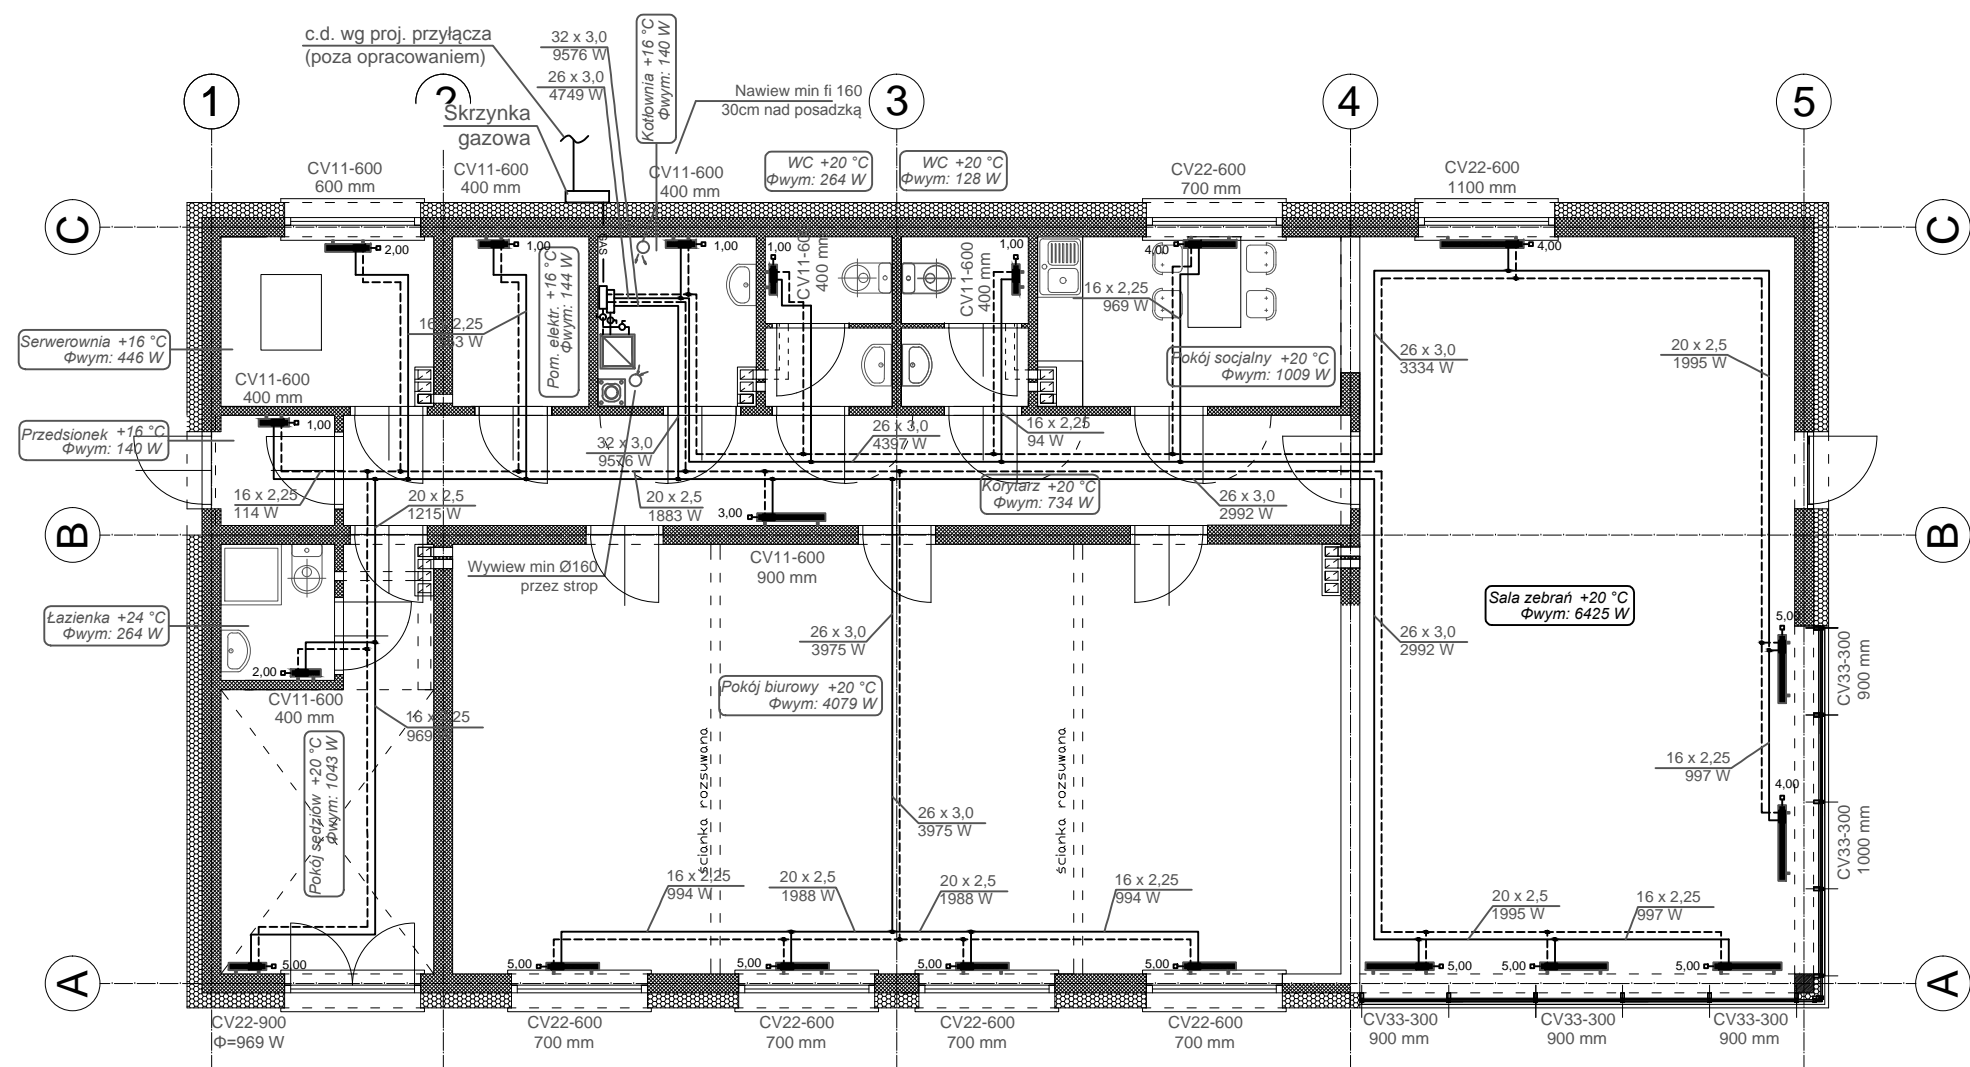 c.d. wg proj. przyłącza
(poza opracowaniem)
32 x 3,0
9576 W
26 x 3,0
4749 W
Kotłownia +16 °C
Φwym: 140 W
Nawiew min fi 160
30cm nad posadzką
1
3
4
5
Skrzynka
gazowa
CV11-600
600 mm
CV11-600
400 mm
CV11-600
400 mm
WC +20 °C
Φwym: 264 W
WC +20 °C
Φwym: 128 W
CV22-600
700 mm
CV22-600
1100 mm
C
C
2,00
1,00
GAS
1,00
1,00
CV11-600
400 mm
1,00
CV11-600
400 mm
4,00
4,00
Pom. elektr. +16 °C
Φwym: 144 W
16 x 2,25
969 W
Serwerownia +16 °C
Φwym: 446 W
Pokój socjalny +20 °C
Φwym: 1009 W
26 x 3,0
3334 W
20 x 2,5
1995 W
CV11-600
400 mm
1,00
Przedsionek +16 °C
Φwym: 140 W
32 x 3,0
9576 W
26 x 3,0
4397 W
16 x 2,25
94 W
16 x 2,25
114 W
20 x 2,5
1215 W
20 x 2,5
1883 W
3,00
Korytarz +20 °C
Φwym: 734 W
26 x 3,0
2992 W
B
B
Wywiew min Ø160
przez strop
CV11-600
900 mm
Łazienka +24 °C
Φwym: 264 W
26 x 3,0
3975 W
26 x 3,0
2992 W
Sala zebrań +20 °C
Φwym: 6425 W
5,00
CV33-300
900 mm
2,00
CV11-600
400 mm
16 x 2,25
969
Pokój biurowy +20 °C
Φwym: 4079 W
Pokój sędziów +20 °C
Φwym: 1043 W
ścianka rozsuwana
ścianka rozsuwana
16 x 2,25
997 W
4,00
CV33-300
1000 mm
26 x 3,0
3975 W
16 x 2,25
994 W
20 x 2,5
1988 W
20 x 2,5
1988 W
16 x 2,25
994 W
20 x 2,5
1995 W
16 x 2,25
997 W
5,00
5,00
5,00
5,00
5,00
5,00
5,00
5,00
A
A
CV22-900
Φ=969 W
CV22-600
700 mm
CV22-600
700 mm
CV22-600
700 mm
CV22-600
700 mm
CV33-300
900 mm
CV33-300
900 mm
CV33-300
900 mm